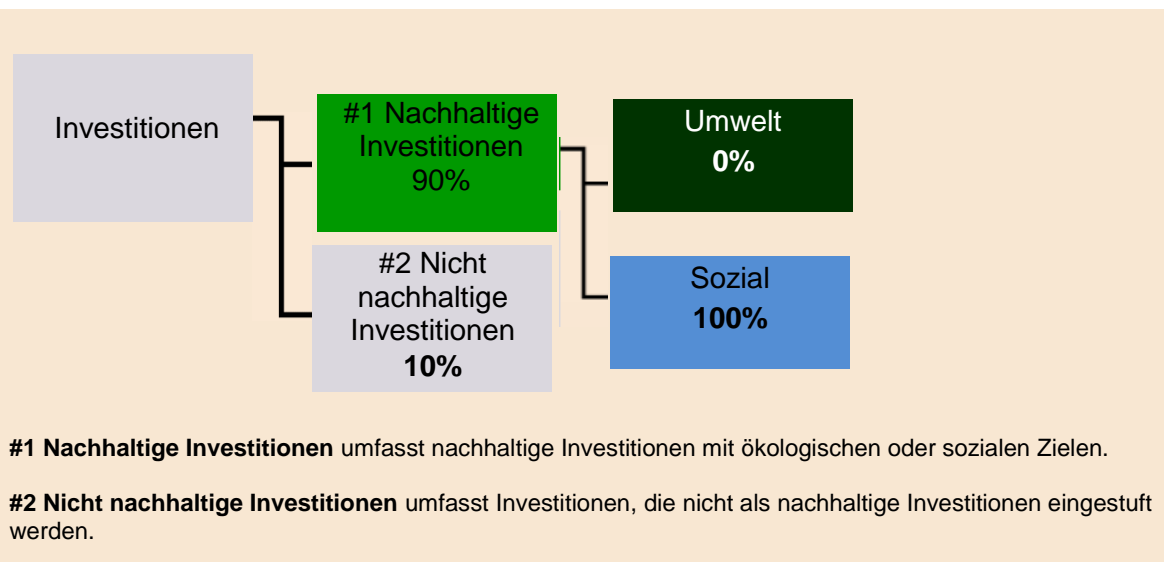 Investitionen
#1 Nachhaltige
Investitionen
90%
Umwelt
0%
#2 Nicht
nachhaltige
Investitionen
10%
Sozial
100%
#1 Nachhaltige Investitionen umfasst nachhaltige Investitionen mit ökologischen oder sozialen Zielen.
#2 Nicht nachhaltige Investitionen umfasst Investitionen, die nicht als nachhaltige Investitionen eingestuft
werden.